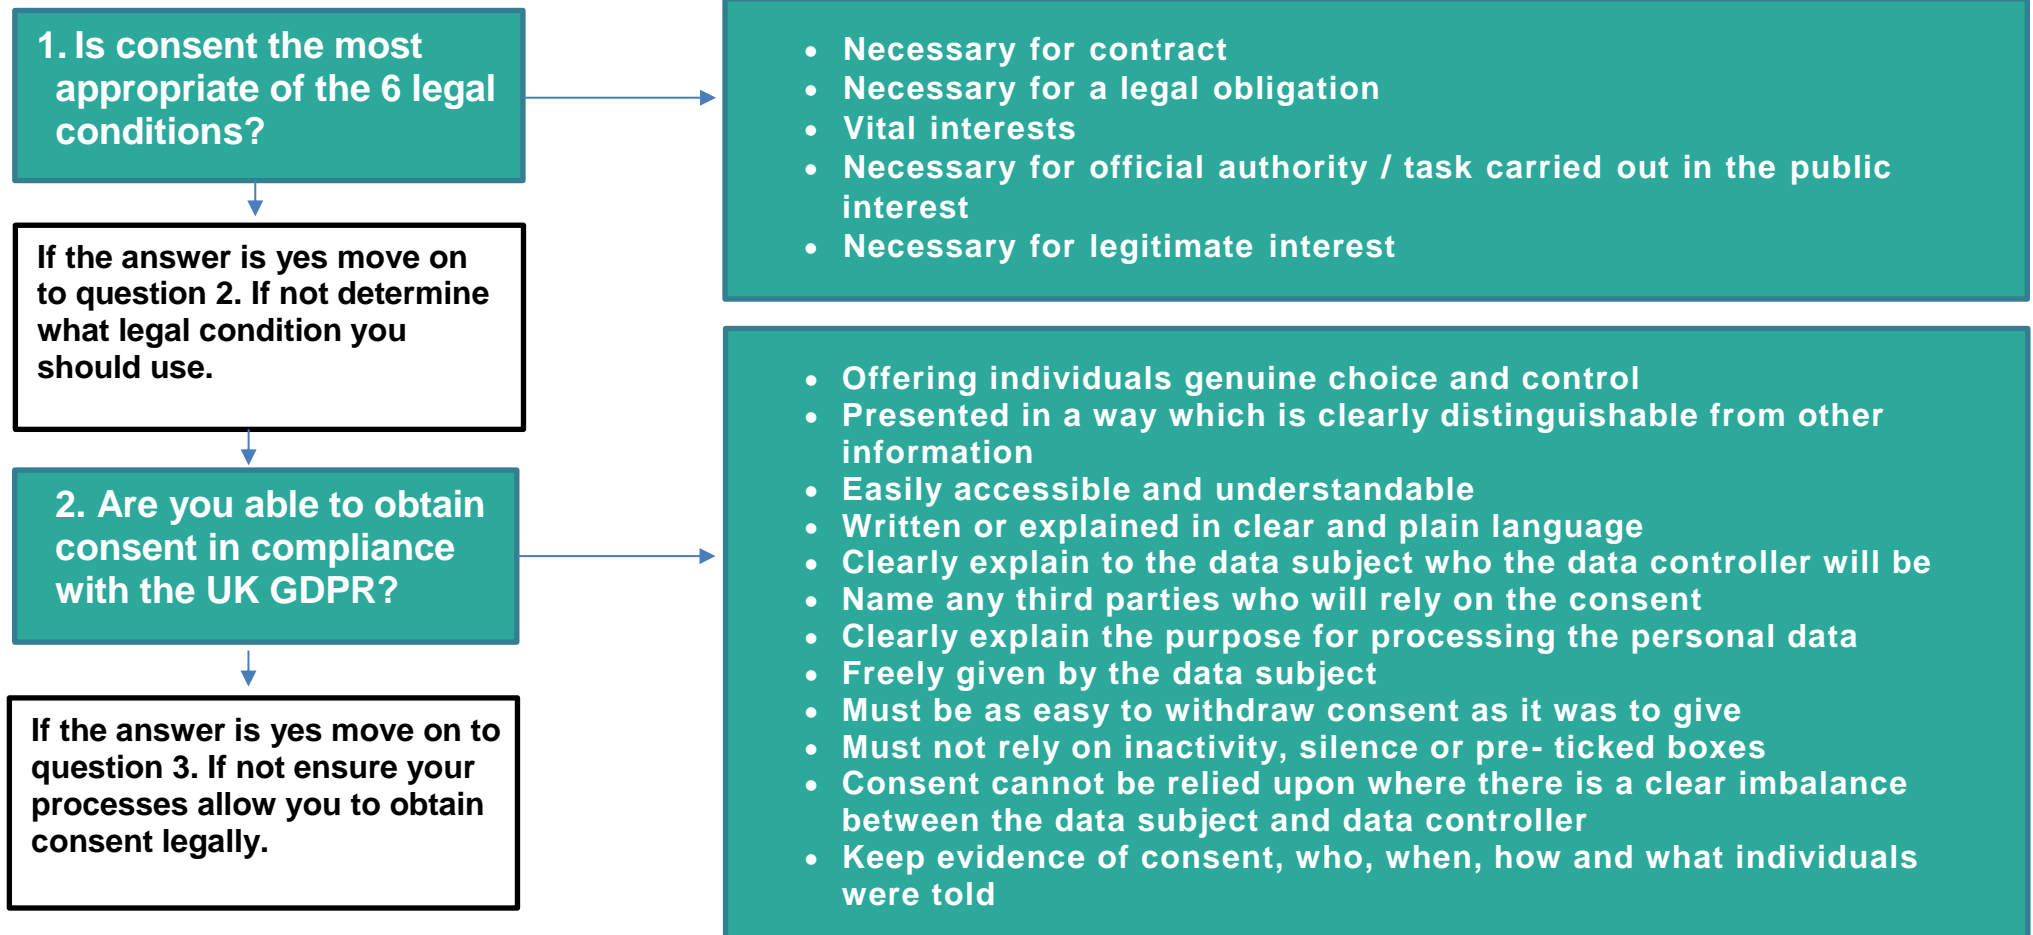 1. Is consent the most
appropriate of the 6 legal
conditions?
• Necessary for contract
• Necessary for a legal obligation
• Vital interests
• Necessary for official authority / task carried out in the public
interest
• Necessary for legitimate interest
If the answer is yes move on
to question 2. If not determine
what legal condition you
should use.
2. Are you able to obtain
consent in compliance
with the UK GDPR?
• Offering individuals genuine choice and control
• Presented in a way which is clearly distinguishable from other
information
• Easily accessible and understandable
• Written or explained in clear and plain language
• Clearly explain to the data subject who the data controller will be
• Name any third parties who will rely on the consent
• Clearly explain the purpose for processing the personal data
• Freely given by the data subject
• Must be as easy to withdraw consent as it was to give
• Must not rely on inactivity, silence or pre- ticked boxes
• Consent cannot be relied upon where there is a clear imbalance
between the data subject and data controller
• Keep evidence of consent, who, when, how and what individuals
were told
If the answer is yes move on to
question 3. If not ensure your
processes allow you to obtain
consent legally.